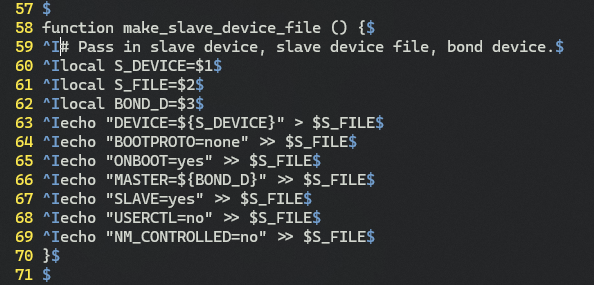 57 $
58 function make_slave_device_file () {$
59 ^I# Pass in slave device, slave device file, bond device.$
60 ^Ilocal S_DEVICE=$1$
61 ^Ilocal S_FILE=$2$
62 ^Ilocal BOND_D=$3$
63 ^Iecho "DEVICE=${S_DEVICE}" > $S_FILE$
64 ^Iecho "BOOTPROTO=none" >> $S_FILE$
65 ^Iecho "ONBOOT=yes" >> $S_FILE$
66 ^Iecho "MASTER=${BOND_D}" >> $S_FILE$
67 ^Iecho "SLAVE=yes" >> $S_FILE$
68 ^Iecho "USERCTL=no" >> $S_FILE$
69 ^Iecho "NM_CONTROLLED=no" >> $S_FILE$
70 }$
71 $